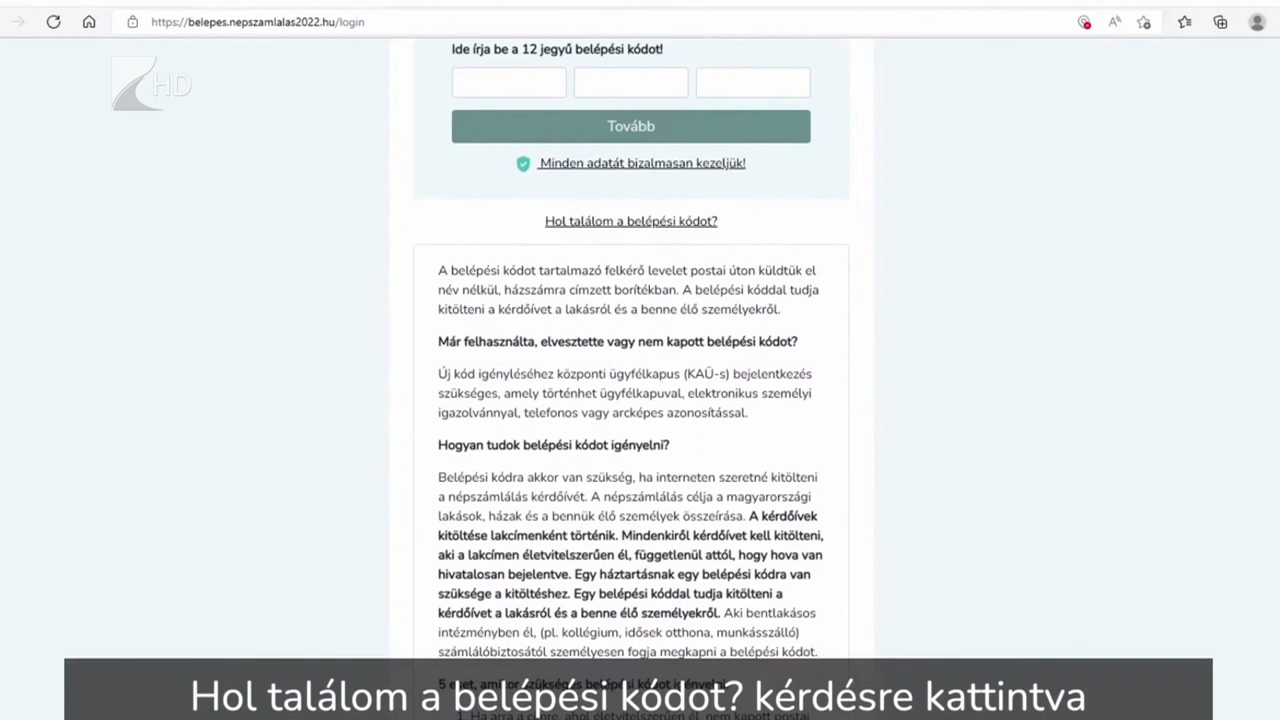 https://belepes.nepszamlalas2022.hu/login
Ide írja be a 12 jegyű belépési kódot!
HD
Tovább
Minden adatát bizalmasan kezeljük!
Hol találom a belépési kódot?
A belépési kódot tartalmazó felkérő levelet postai úton küldtük el
név nélkül, házszámra címzett borítékban. A belépési kóddal tudja
kitölteni a kérdőívet a lakásról és a benne élő személyekről.
Már felhasználta, elvesztette vagy nem kapott belépési kódot?
Új kód igényléséhez központi ügyfélkapus (KAÜ-s) bejelentkezés
szükséges, amely történhet ügyfélkapuval, elektronikus személyi
igazolvánnyal, telefonos vagy arcképes azonosítással.
Hogyan tudok belépési kódot igényelni?
Belépési kódra akkor van szükség, ha interneten szeretné kitölteni
a népszámlálás kérdőívét. A népszámlálás célja a magyarországi
lakások, házak és a bennük élő személyek összeírása. A kérdőívek
kitöltése lakcímenként történik. Mindenkiről kérdőívet kell kitölteni,
aki a lakcímen életvitelszerűen él, függetlenül attól, hogy hova van
hivatalosan bejelentve. Egy háztartásnak egy belépési kódra van
szüksége a kitöltéshez. Egy belépési kóddal tudja kitölteni a
kérdőívet a lakásról és a benne élő személyekről. Aki bentlakásos
intézményben él, (pl. kollégium, idősek otthona, munkásszálló)
számlálóbiztosától személyesen fogja megkapni a belépési kódot.
Hol találom a belépési kódot? kérdésre kattintva